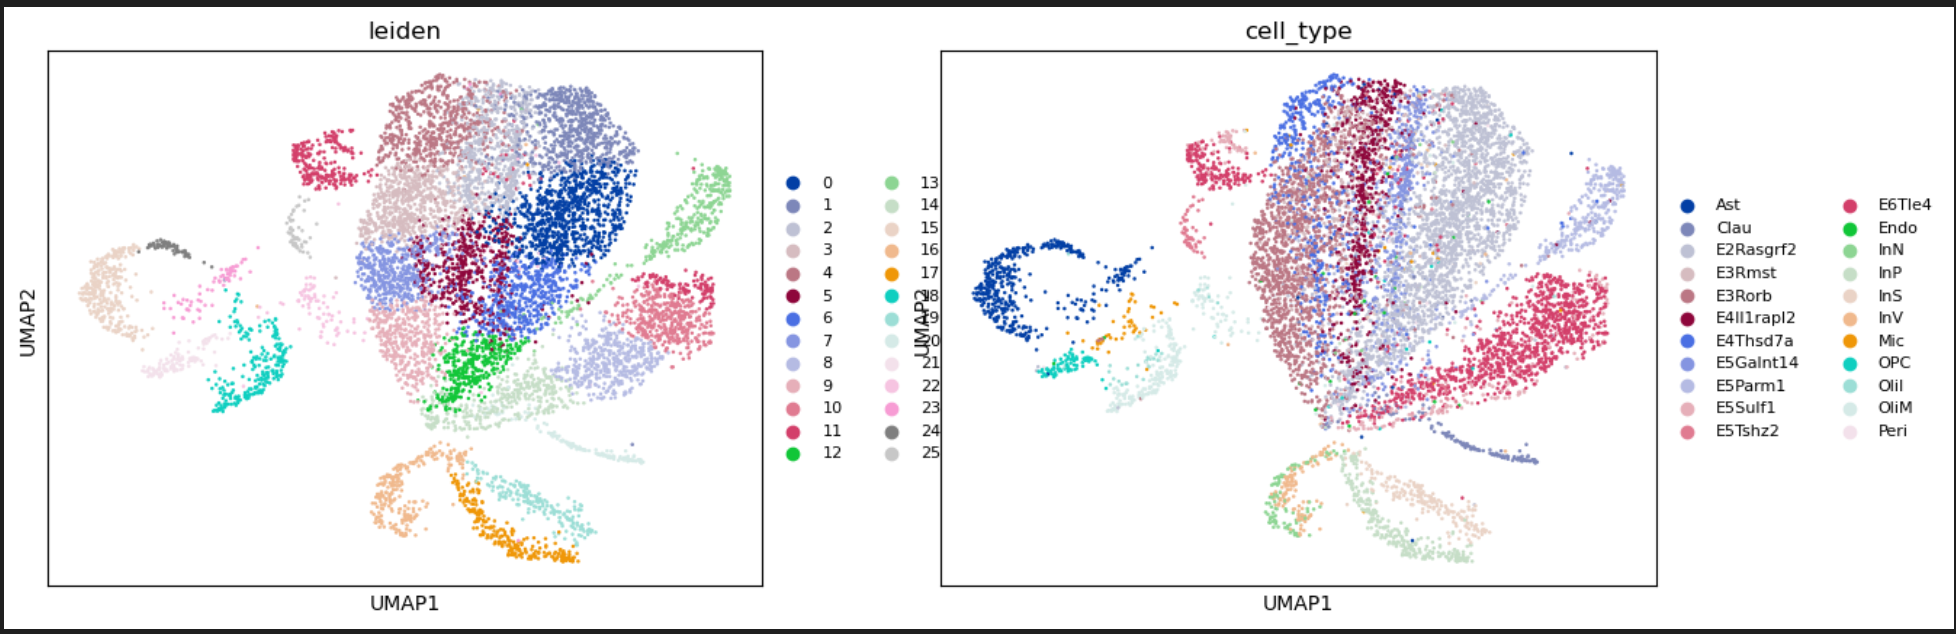 leiden
UMAP2
UMAP1
0
1
2
3
4
5
6
7
8
9
10
11
12
13
14
15
16
17
18
19
20
21
22
23
24
25
cell_type
UMAP2
UMAP1
Ast
Clau
E2Rasgrf2
E3Rmst
E3Rorb
E4Il1rapl2
E4Thsd7a
E5Galnt14
E5Parm1
E5Sulf1
E5Tshz2
E6Tle4
Endo
InN
InP
InS
InV
Mic
OPC
OliI
OliM
Peri